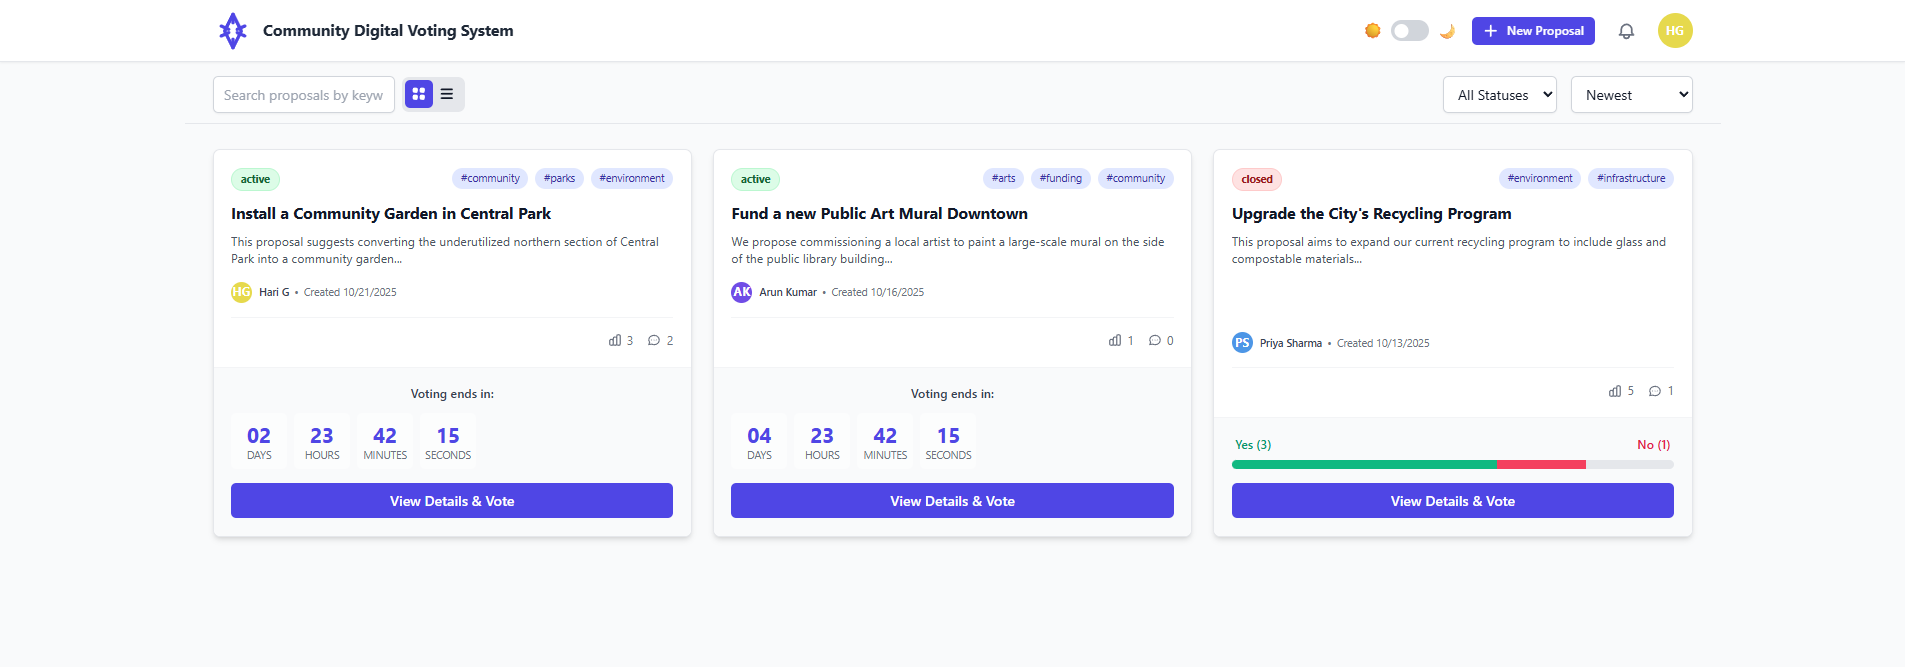 Community Digital Voting System
New Proposal
HG
Search proposals by keyw
All Statuses
Newest
active
#community #parks #environment
Install a Community Garden in Central Park
This proposal suggests converting the underutilized northern section of Central
Park into a community garden...
HG Hari G • Created 10/21/2025
3 2
Voting ends in:
02 23 42 15
DAYS HOURS MINUTES SECONDS
View Details & Vote
active
#arts #funding #community
Fund a new Public Art Mural Downtown
We propose commissioning a local artist to paint a large-scale mural on the side
of the public library building...
AK Arun Kumar • Created 10/16/2025
1 0
Voting ends in:
04 23 42 15
DAYS HOURS MINUTES SECONDS
View Details & Vote
closed
#environment #infrastructure
Upgrade the City's Recycling Program
This proposal aims to expand our current recycling program to include glass and
compostable materials...
PS Priya Sharma • Created 10/13/2025
5 1
Yes (3) No (1)
View Details & Vote